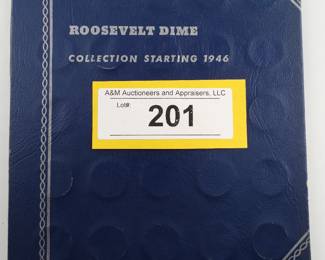 ROOSEVELT DIME
COLLECTION STARTING 1946
A&M Auctioneers and Appraisers, LLC
Lot#:
201